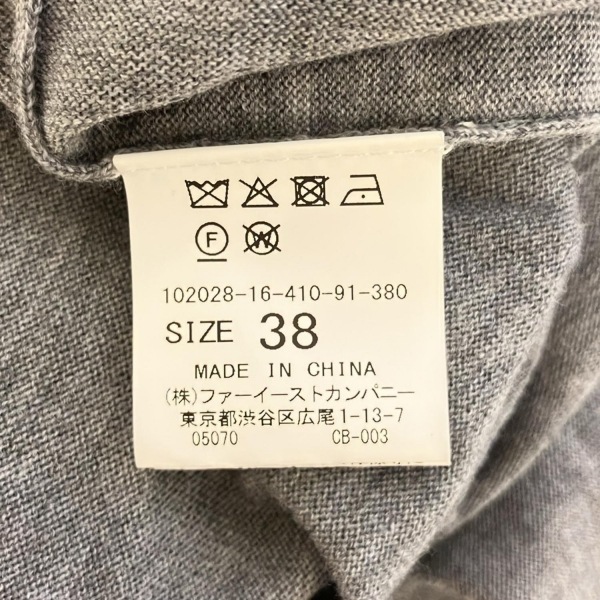 F W
102028-16-410-91-380
SIZE 38
MADE IN CHINA
(株)ファーイーストカンパニー
東京都渋谷区広尾1-13-7
05070 CB-003